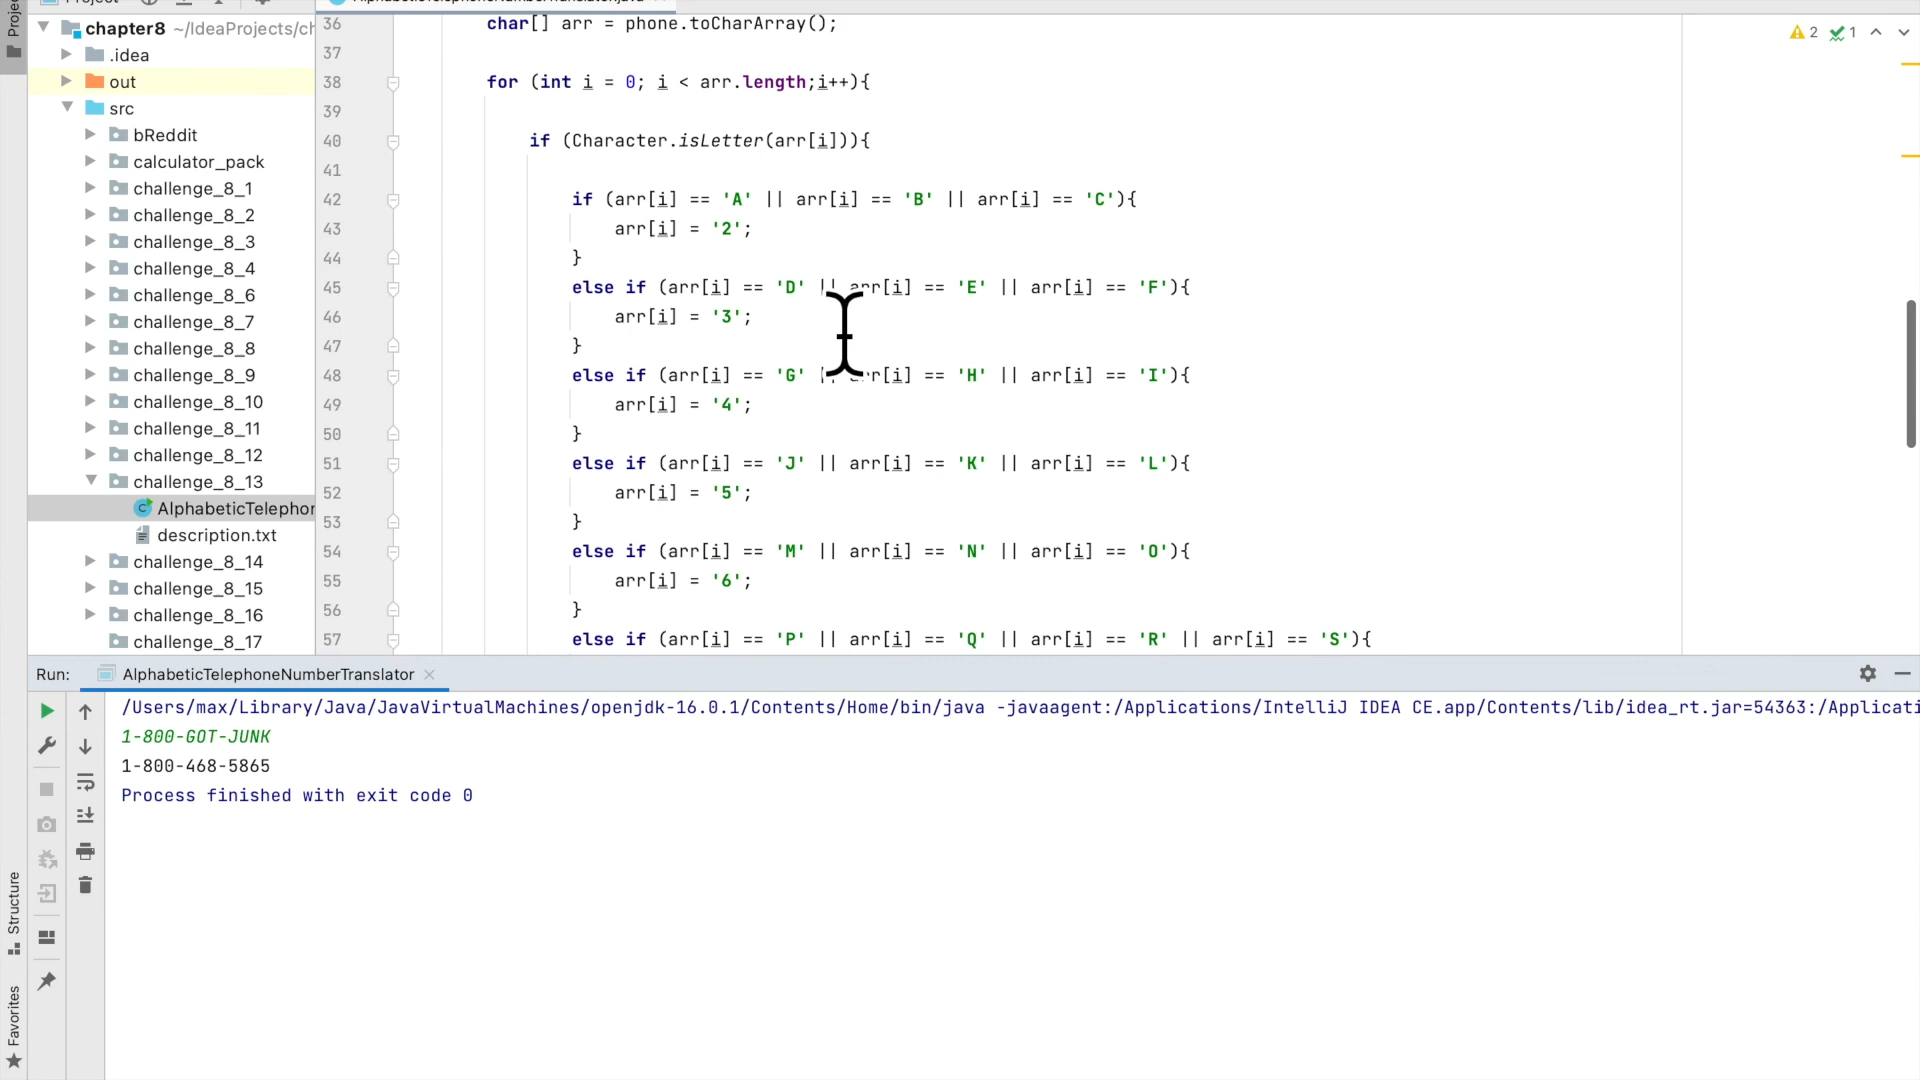 Project
AlphabeticTelephoneNumberTranslator.java
Project
chapter8 ~/IdeaProjects/ch
.idea
out
src
bReddit
calculator_pack
challenge_8_1
challenge_8_2
challenge_8_3
challenge_8_4
challenge_8_6
challenge_8_7
challenge_8_8
challenge_8_9
challenge_8_10
challenge_8_11
challenge_8_12
challenge_8_13
AlphabeticTelephon
description.txt
challenge_8_14
challenge_8_15
challenge_8_16
challenge_8_17
2 1
36 char[] arr = phone.toCharArray();
37
38 for (int i = 0; i < arr.length;i++){
39
40 if (Character.isLetter(arr[i])){
41
42 if (arr[i] == 'A' || arr[i] == 'B' || arr[i] == 'C'){
43 arr[i] = '2';
44 }
45 else if (arr[i] == 'D' || arr[i] == 'E' || arr[i] == 'F'){
46 arr[i] = '3';
47 }
48 else if (arr[i] == 'G' || arr[i] == 'H' || arr[i] == 'I'){
49 arr[i] = '4';
50 }
51 else if (arr[i] == 'J' || arr[i] == 'K' || arr[i] == 'L'){
52 arr[i] = '5';
53 }
54 else if (arr[i] == 'M' || arr[i] == 'N' || arr[i] == 'O'){
55 arr[i] = '6';
56 }
57 else if (arr[i] == 'P' || arr[i] == 'Q' || arr[i] == 'R' || arr[i] == 'S'){
Run: AlphabeticTelephoneNumberTranslator
/Users/max/Library/Java/JavaVirtualMachines/openjdk-16.0.1/Contents/Home/bin/java -javaagent:/Applications/IntelliJ IDEA CE.app/Contents/lib/idea_rt.jar=54363:/Applicati
1-800-GOT-JUNK
1-800-468-5865
Process finished with exit code 0
Structure
Favorites